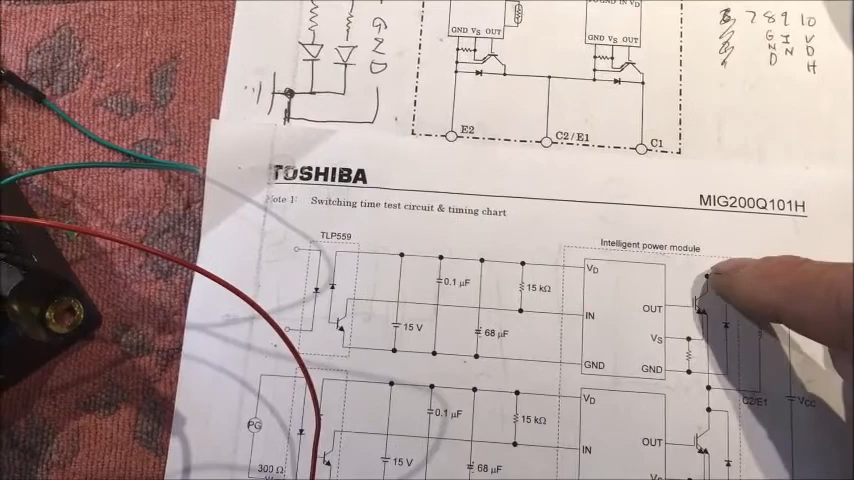 GND VS OUT
GND IN VD
GND VS OUT
7 8 9 10
G I V
N N D
D H
G
N
D
E2
C2/E1
C1
TOSHIBA
MIG200Q101H
Note 1: Switching time test circuit & timing chart
TLP559
Intelligent power module
VD
0.1 μF
15 kΩ
OUT
IN
15 V
68 μF
VS
GND
GND
VD
C2/E1
VCC
0.1 μF
15 kΩ
PG
OUT
IN
15 V
68 μF
300 Ω
VS